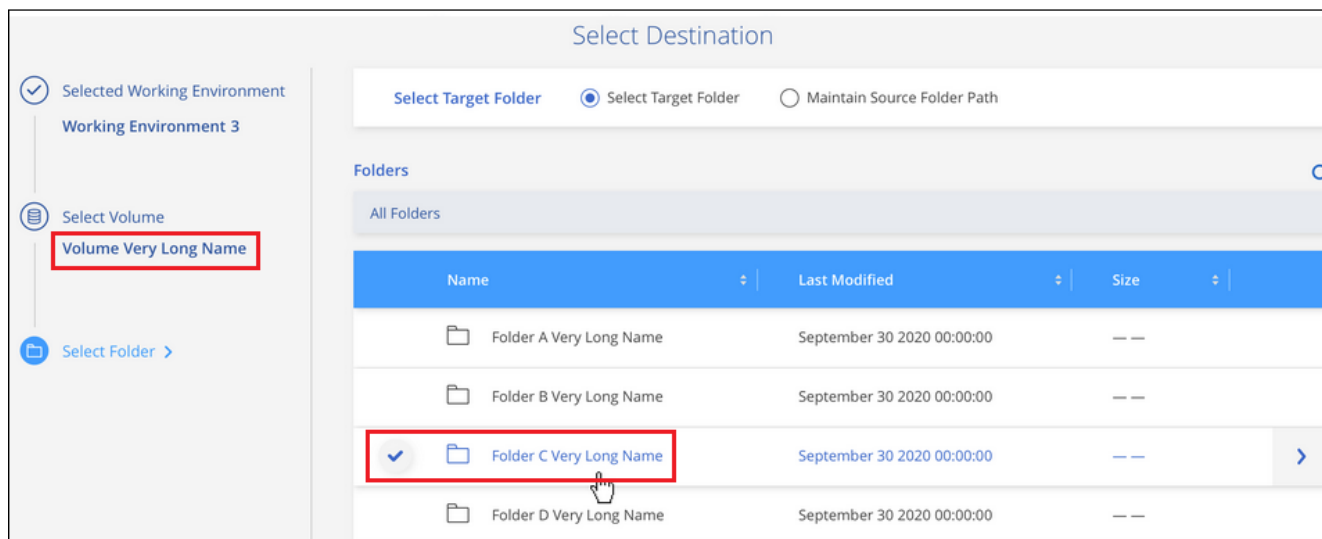 Select Destination
Selected Working Environment
Working Environment 3
Select Volume
Volume Very Long Name
Select Folder >
Select Target Folder Select Target Folder Maintain Source Folder Path
Folders
All Folders
Name Last Modified Size
Folder A Very Long Name September 30 2020 00:00:00 — —
Folder B Very Long Name September 30 2020 00:00:00 — —
Folder C Very Long Name September 30 2020 00:00:00 — —
Folder D Very Long Name September 30 2020 00:00:00 — —